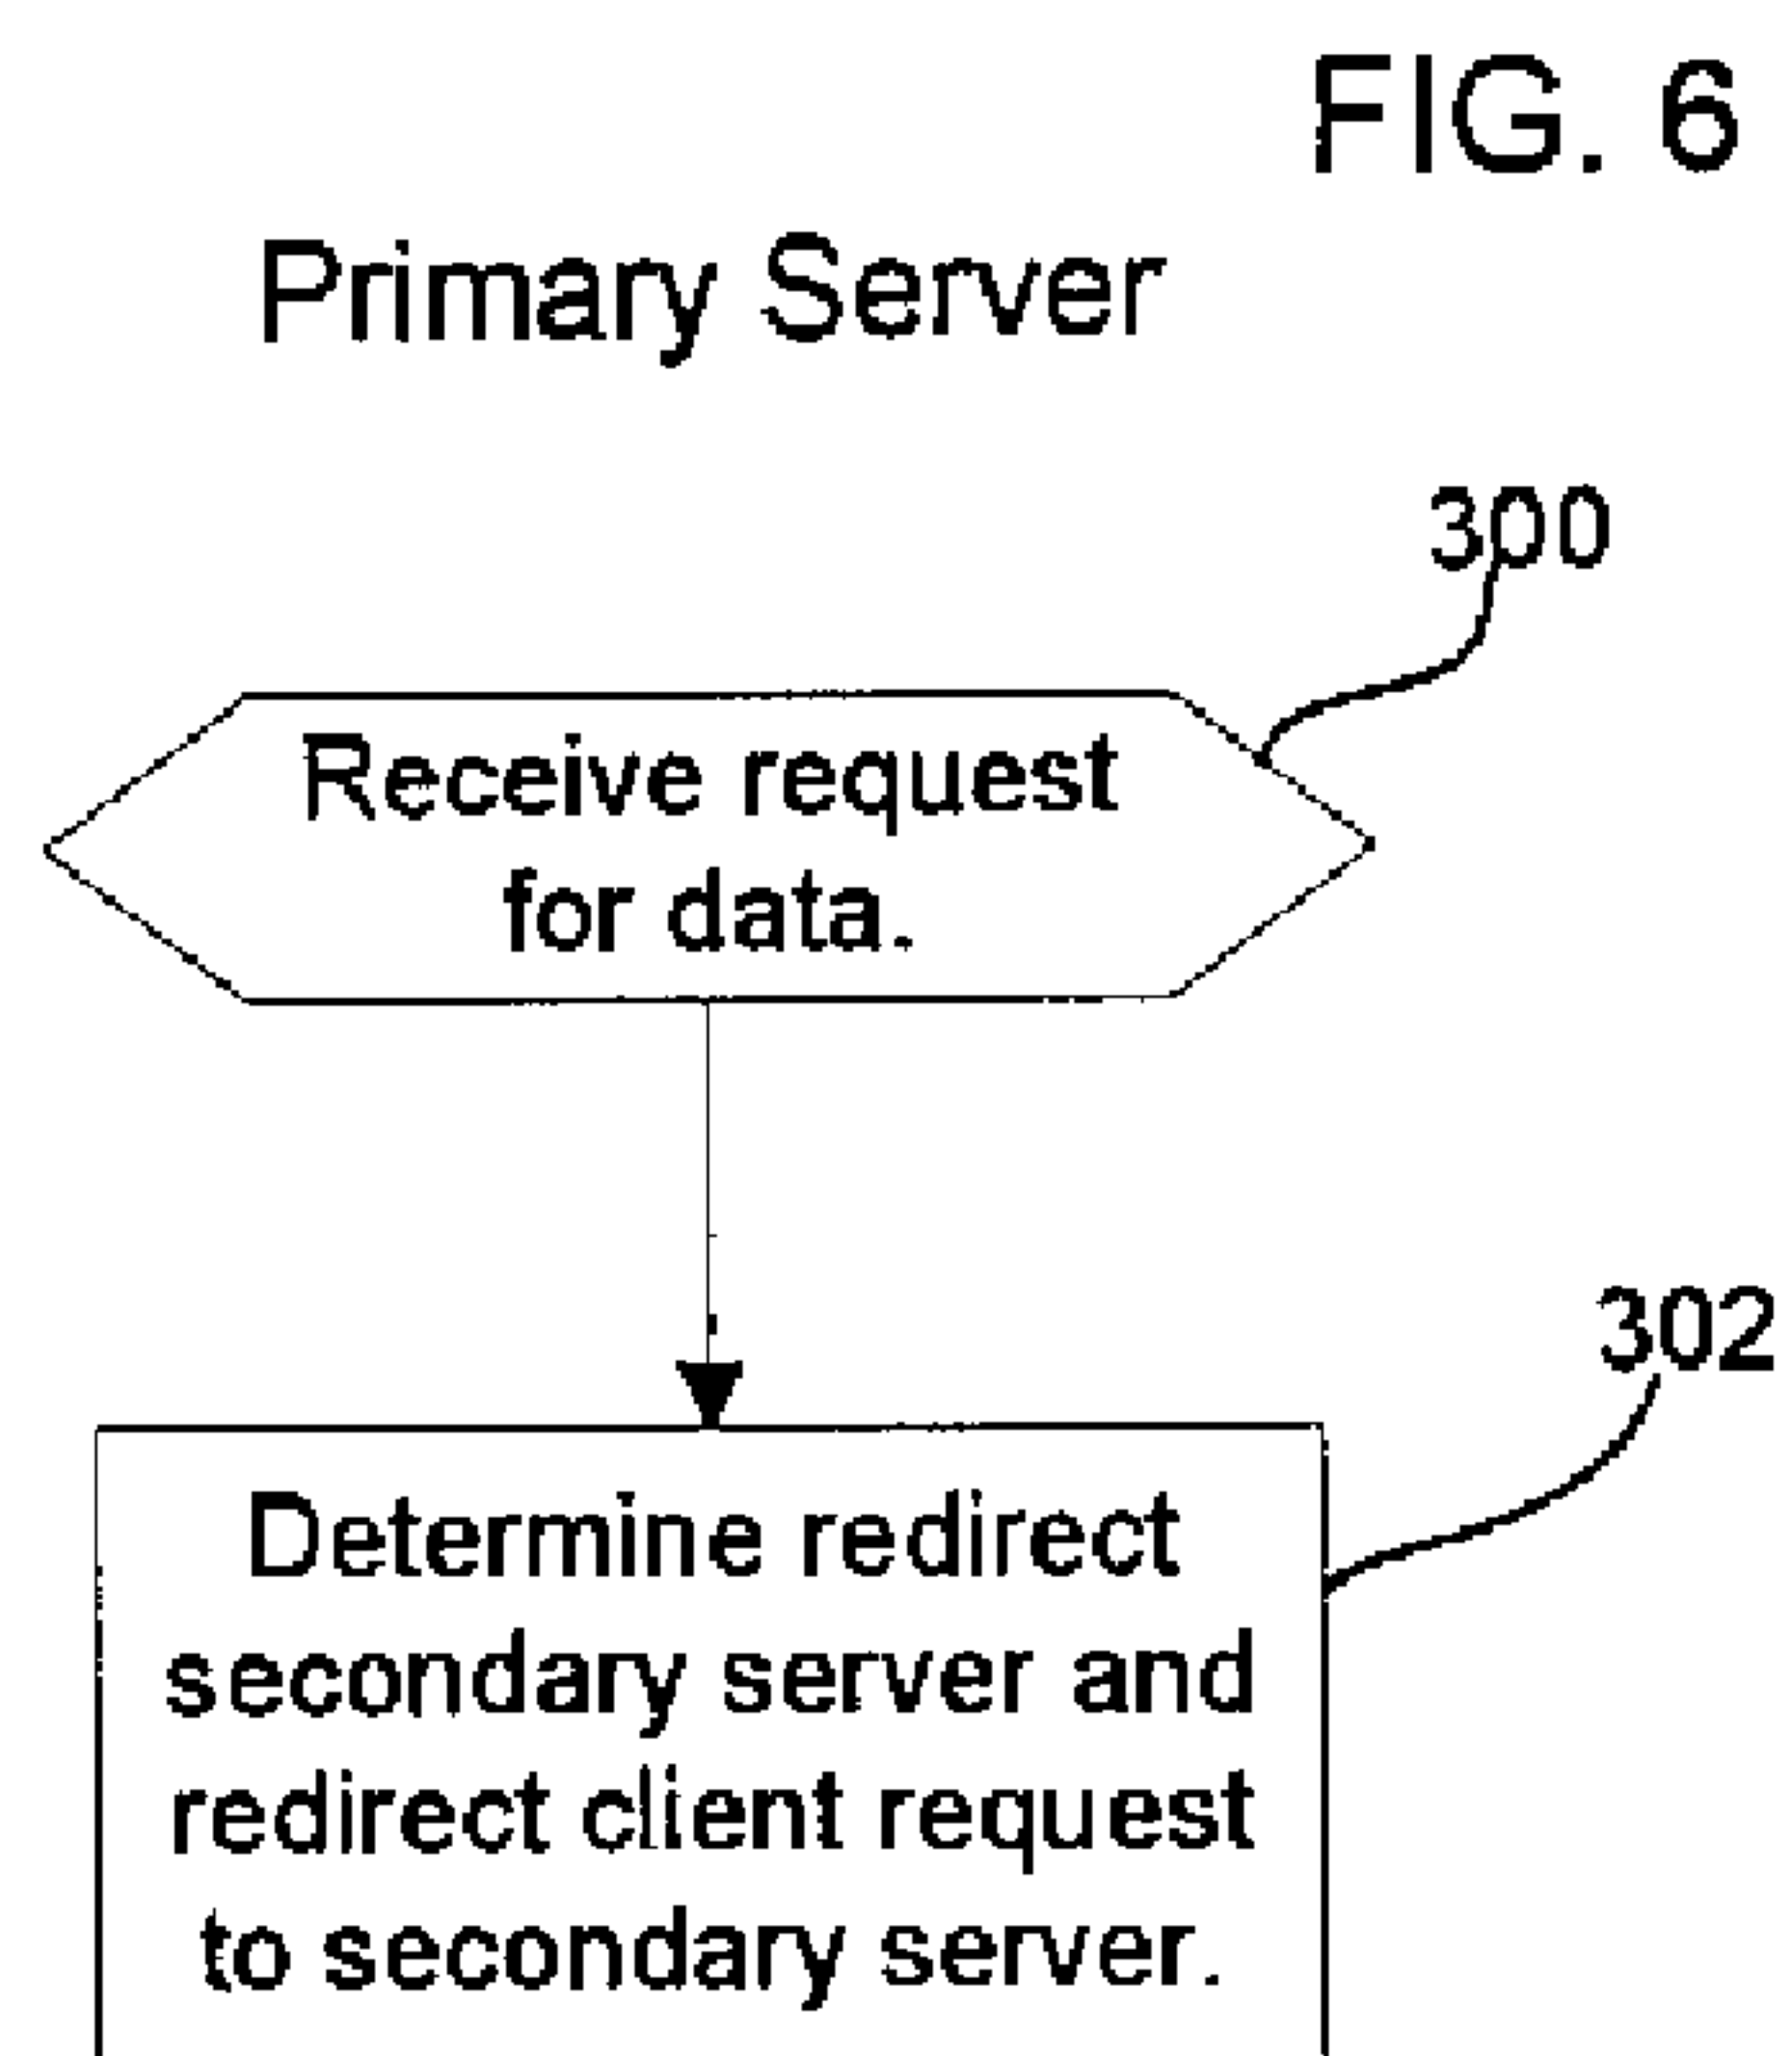 FIG. 6
Primary Server
300
Receive request
for data.
302
Determine redirect
secondary server and
redirect client request
to secondary server.